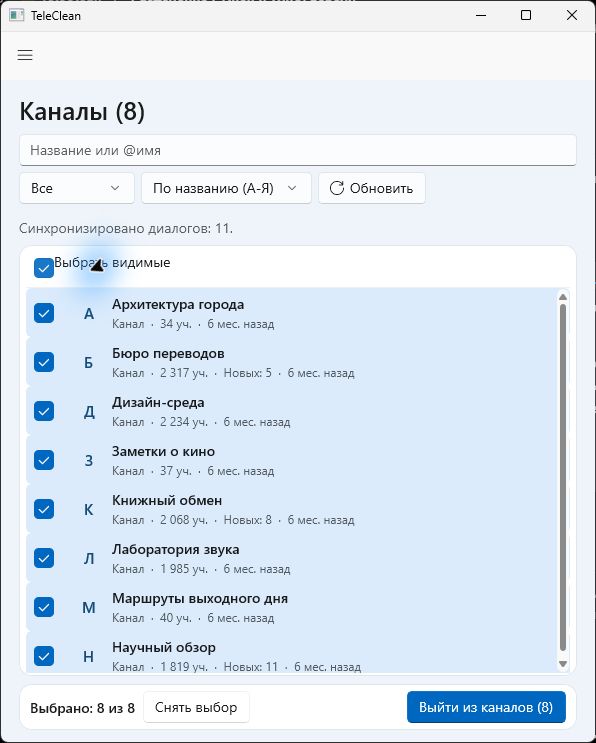 TeleClean
Каналы (8)
Название или @имя
Все
По названию (А-Я)
Обновить
Синхронизировано диалогов: 11.
Выбрать видимые
А
Архитектура города
Канал · 34 уч. · 6 мес. назад
Б
Бюро переводов
Канал · 2 317 уч. · Новых: 5 · 6 мес. назад
Д
Дизайн-среда
Канал · 2 234 уч. · 6 мес. назад
З
Заметки о кино
Канал · 37 уч. · 6 мес. назад
К
Книжный обмен
Канал · 2 068 уч. · Новых: 8 · 6 мес. назад
Л
Лаборатория звука
Канал · 1 985 уч. · 6 мес. назад
М
Маршруты выходного дня
Канал · 40 уч. · 6 мес. назад
Н
Научный обзор
Канал · 1 819 уч. · Новых: 11 · 6 мес. назад
Выбрано: 8 из 8
Снять выбор
Выйти из каналов (8)